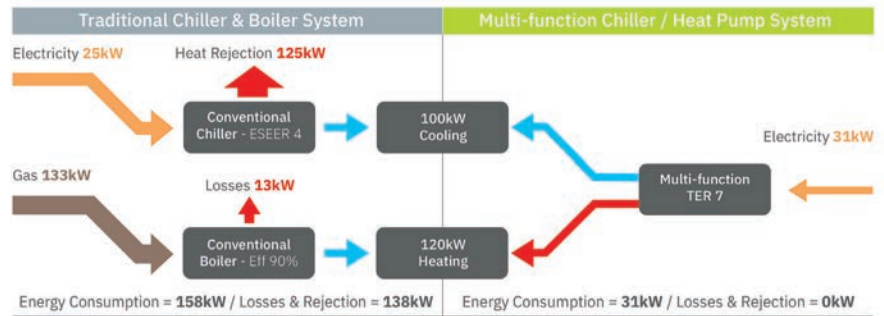 Traditional Chiller & Boiler System
Multi-function Chiller / Heat Pump System
Electricity 25kW
Heat Rejection 125kW
Conventional
Chiller - ESEER 4
100kW
Cooling
Electricity 31kW
Gas 133kW
Losses 13kW
Multi-function
TER 7
Conventional
Boiler - Eff 90%
120kW
Heating
Energy Consumption = 158kW / Losses & Rejection = 138kW
Energy Consumption = 31kW / Losses & Rejection = 0kW